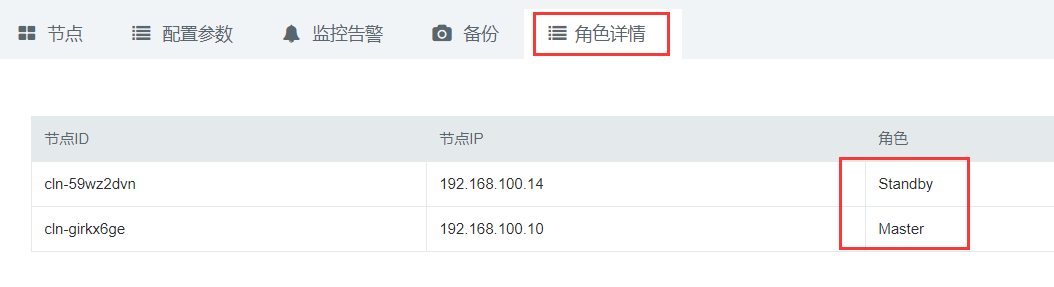 节点 配置参数 监控告警 备份 角色详情
节点ID 节点IP 角色
cln-59wz2dvn 192.168.100.14 Standby
cln-girkx6ge 192.168.100.10 Master